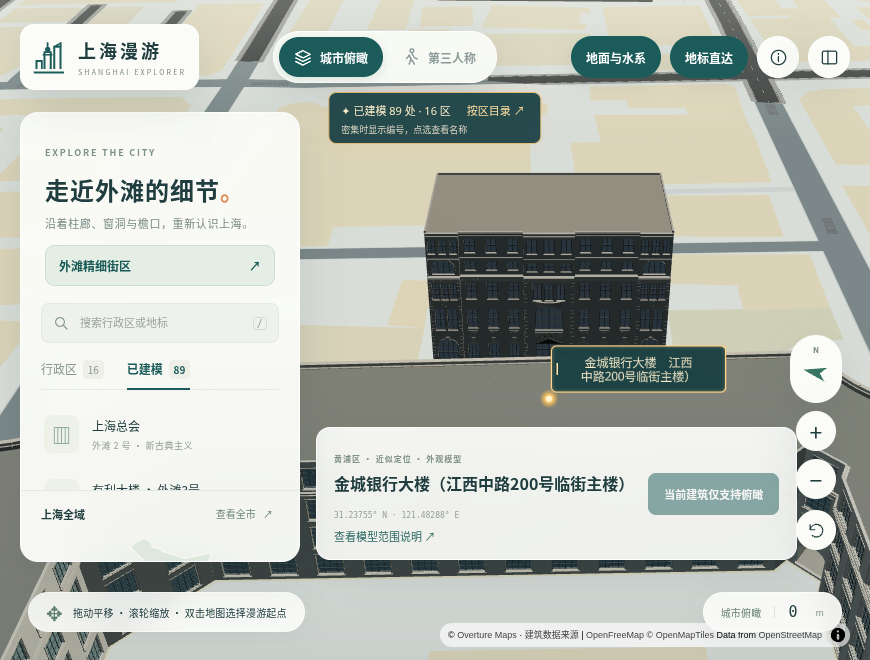 上海漫游
SHANGHAI EXPLORER
城市俯瞰
第三人称
地面与水系
地标直达
✦ 已建模 89 处 · 16 区 按区目录 ↗
密集时显示编号，点选查看名称
EXPLORE THE CITY
走近外滩的细节。
沿着柱廊、窗洞与檐口，重新认识上海。
外滩精细街区 ↗
搜索行政区或地标 /
行政区 16 已建模 89
上海总会
外滩 2 号 · 新古典主义
有利大楼 · 外滩3号
上海全域 查看全市 ↗
金城银行大楼 江西
中路200号临街主楼）
N
黄浦区 · 近似定位 · 外观模型
金城银行大楼（江西中路200号临街主楼）
当前建筑仅支持俯瞰
31.23755° N · 121.48288° E
查看模型范围说明 ↗
拖动平移 · 滚轮缩放 · 双击地图选择漫游起点
城市俯瞰 0 m
© Overture Maps · 建筑数据来源 | OpenFreeMap © OpenMapTiles Data from OpenStreetMap